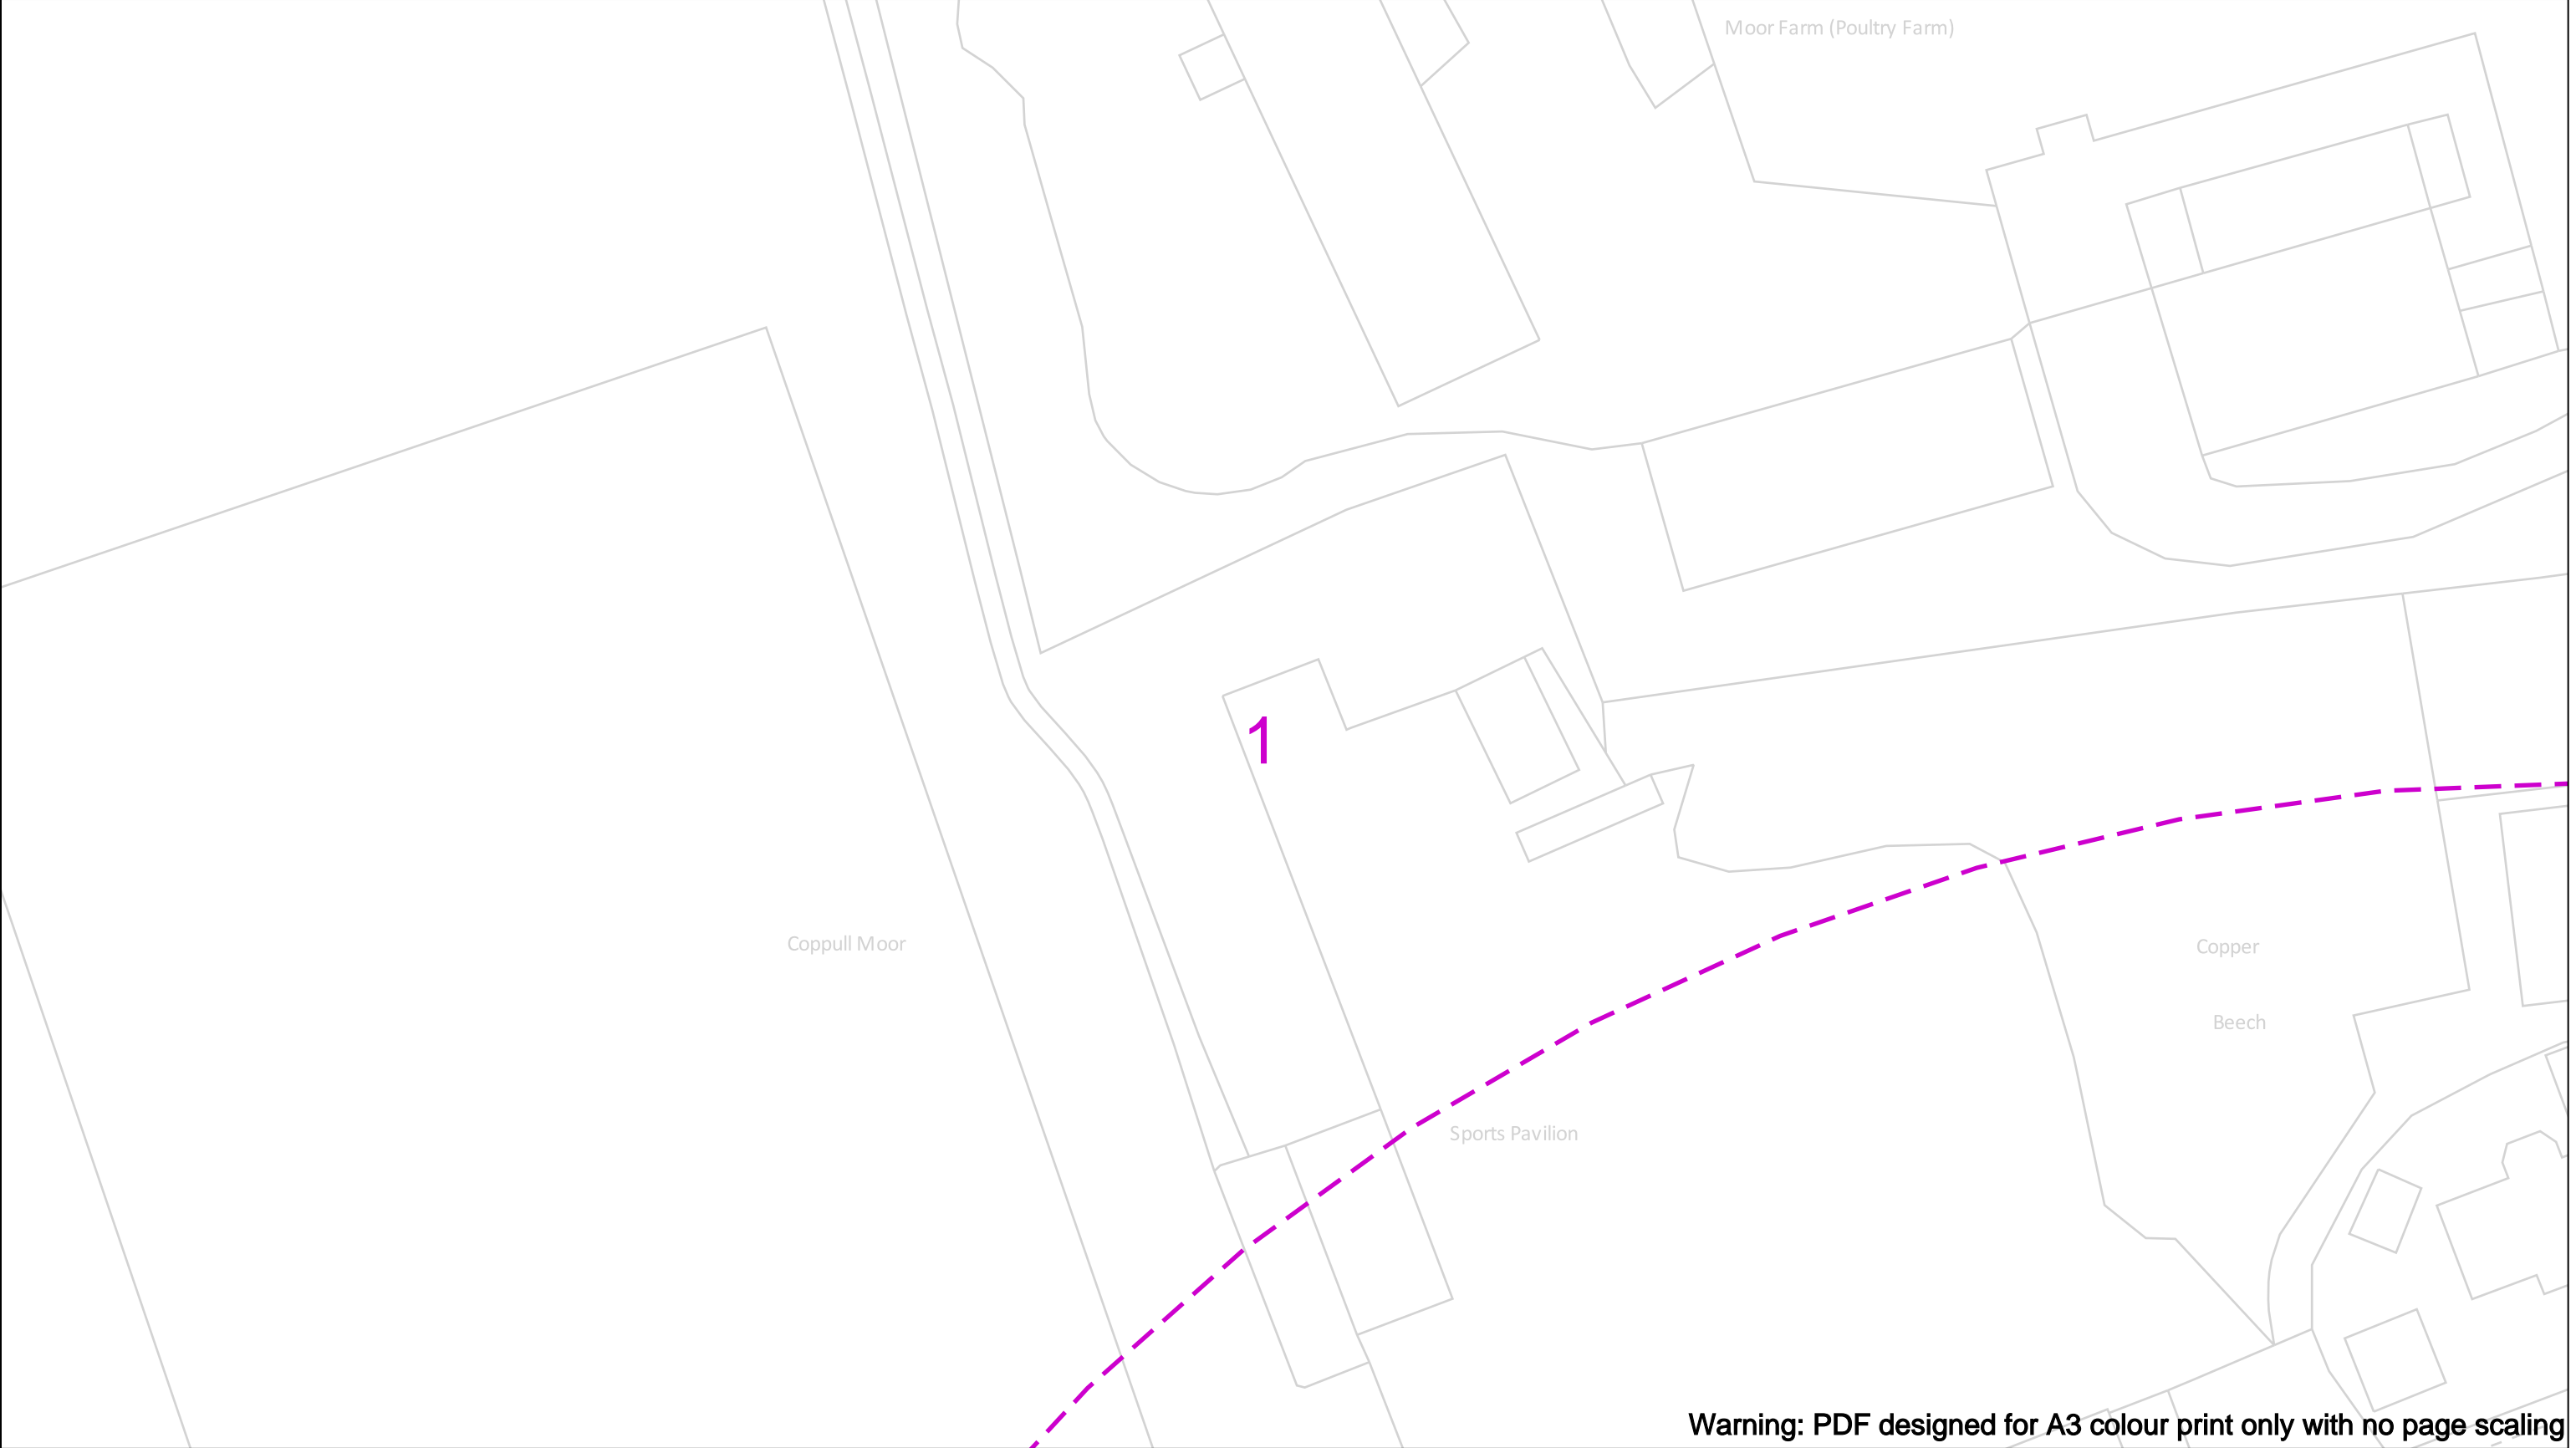 Moor Farm (Poultry Farm)
1
Coppull Moor
Copper
Beech
Sports Pavilion
Warning: PDF designed for A3 colour print only with no page scaling